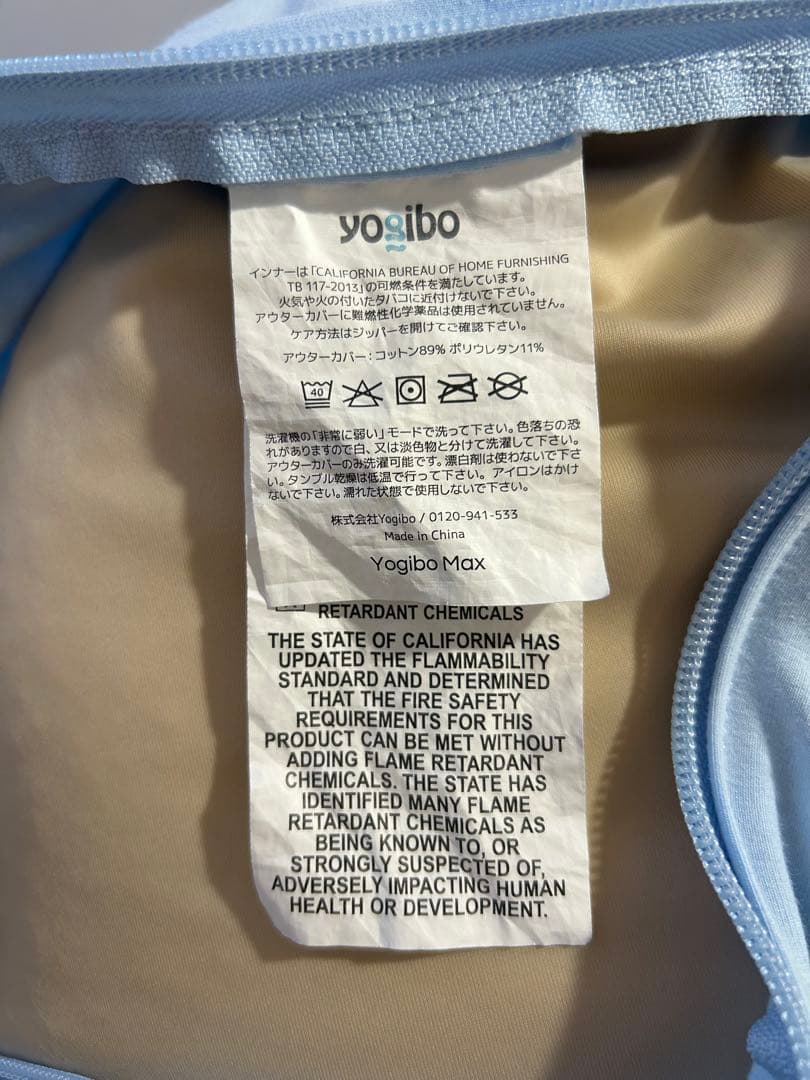 yogibo
インナーは「CALIFORNIA BUREAU OF HOME FURNISHING
TB 117-2013」の可燃条件を満たしています。
火気や火の付いたタバコに近付けないで下さい。
アウターカバーに難燃性化学薬品は使用されていません。
ケア方法はジッパーを開けてご確認下さい。
アウターカバー：コットン89% ポリウレタン11%
40
洗濯機の「非常に弱い」モードで洗って下さい。色落ちの恐
れがありますので白、又は淡色物と分けて洗濯して下さい。
アウターカバーのみ洗濯可能です。漂白剤は使わないで下さ
い。タンブル乾燥は低温で行って下さい。アイロンはかけ
ないで下さい。濡れた状態で使用しないで下さい。
株式会社Yogibo / 0120-941-533
Made in China
Yogibo Max
RETARDANT CHEMICALS
THE STATE OF CALIFORNIA HAS
UPDATED THE FLAMMABILITY
STANDARD AND DETERMINED
THAT THE FIRE SAFETY
REQUIREMENTS FOR THIS
PRODUCT CAN BE MET WITHOUT
ADDING FLAME RETARDANT
CHEMICALS. THE STATE HAS
IDENTIFIED MANY FLAME
RETARDANT CHEMICALS AS
BEING KNOWN TO, OR
STRONGLY SUSPECTED OF,
ADVERSELY IMPACTING HUMAN
HEALTH OR DEVELOPMENT.